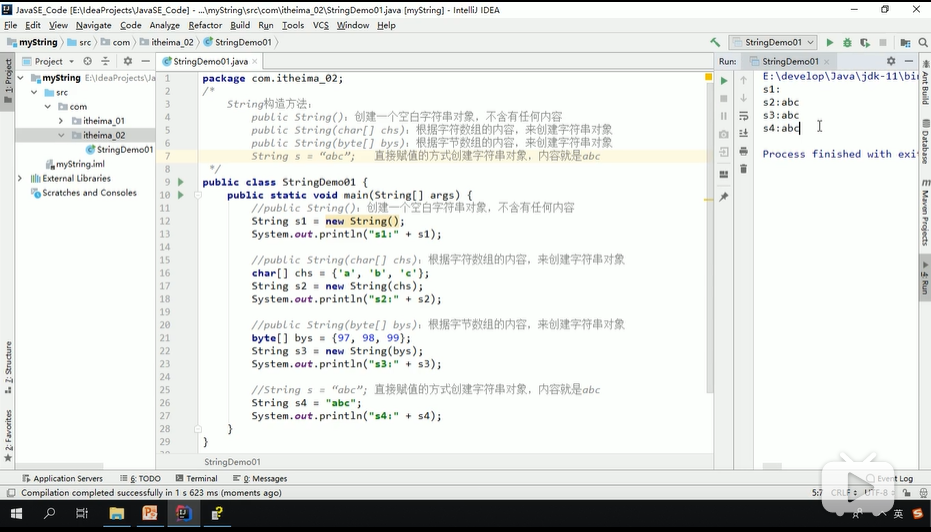 JavaSE_Code [E:\IdeaProjects\JavaSE_Code] - ...\myString\src\com\itheima_02\StringDemo01.java [myString] - IntelliJ IDEA
File Edit View Navigate Code Analyze Refactor Build Run Tools VCS Window Help
myString src com itheima_02 StringDemo01
StringDemo01
Project
myString E:\IdeaProjects\JavaS
src
com
itheima_01
itheima_02
StringDemo01
myString.iml
External Libraries
Scratches and Consoles
1: Project
2: Structure
2: Favorites
StringDemo01.java
1 package com.itheima_02;
2 /*
3 String构造方法:
4 public String(): 创建一个空白字符串对象, 不含有任何内容
5 public String(char[] chs): 根据字符数组的内容, 来创建字符串对象
6 public String(byte[] bys): 根据字节数组的内容, 来创建字符串对象
7 String s = “abc”; 直接赋值的方式创建字符串对象, 内容就是abc
8 */
9 public class StringDemo01 {
10 public static void main(String[] args) {
11 //public String(): 创建一个空白字符串对象, 不含有任何内容
12 String s1 = new String();
13 System.out.println("s1:" + s1);
14
15 //public String(char[] chs): 根据字符数组的内容, 来创建字符串对象
16 char[] chs = {'a', 'b', 'c'};
17 String s2 = new String(chs);
18 System.out.println("s2:" + s2);
19
20 //public String(byte[] bys): 根据字节数组的内容, 来创建字符串对象
21 byte[] bys = {97, 98, 99};
22 String s3 = new String(bys);
23 System.out.println("s3:" + s3);
24
25 //String s = “abc”; 直接赋值的方式创建字符串对象, 内容就是abc
26 String s4 = "abc";
27 System.out.println("s4:" + s4);
28 }
29 }
StringDemo01
Run: StringDemo01
E:\develop\Java\jdk-11\bin
s1:
s2:abc
s3:abc
s4:abc
Process finished with exi
Ant Build
Database
Maven Projects
4: Run
Application Servers 6: TODO Terminal 0: Messages Event Log
Compilation completed successfully in 1 s 623 ms (moments ago) 5:7 CRLF UTF-8
英